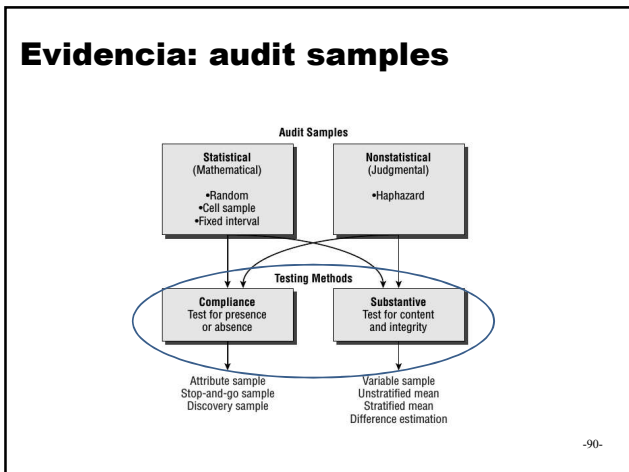 Evidencia: audit samples
Audit Samples
Statistical
(Mathematical)
•Random
•Cell sample
•Fixed interval
Nonstatistical
(Judgmental)
•Haphazard
Testing Methods
Compliance
Test for presence
or absence
Substantive
Test for content
and integrity
Attribute sample
Stop-and-go sample
Discovery sample
Variable sample
Unstratified mean
Stratified mean
Difference estimation
-90-